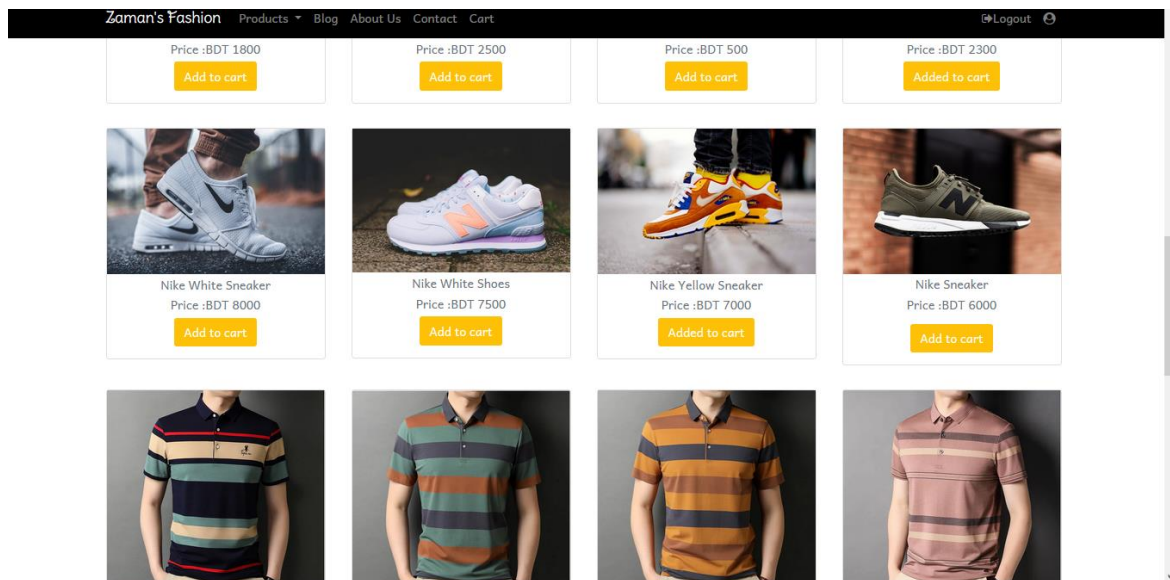 Zaman's Fashion Products Blog About Us Contact Cart Logout
Price :BDT 1800 Price :BDT 2500 Price :BDT 500 Price :BDT 2300
Add to cart Add to cart Add to cart Added to cart
Nike White Sneaker Nike White Shoes Nike Yellow Sneaker Nike Sneaker
Price :BDT 8000 Price :BDT 7500 Price :BDT 7000 Price :BDT 6000
Add to cart Add to cart Added to cart Add to cart